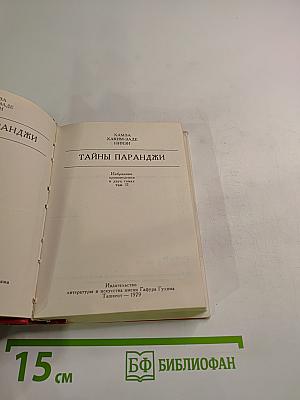 ХАМЗА
ХАКИМ-ЗАДЕ
НИЯЗИ
ТАЙНЫ ПАРАНДЖИ
Избранные
произведения
в двух томах
том II
Издательство
литературы и искусства имени Гафура Гуляма
Ташкент — 1979
15 см
БФ БИБЛИОФАН